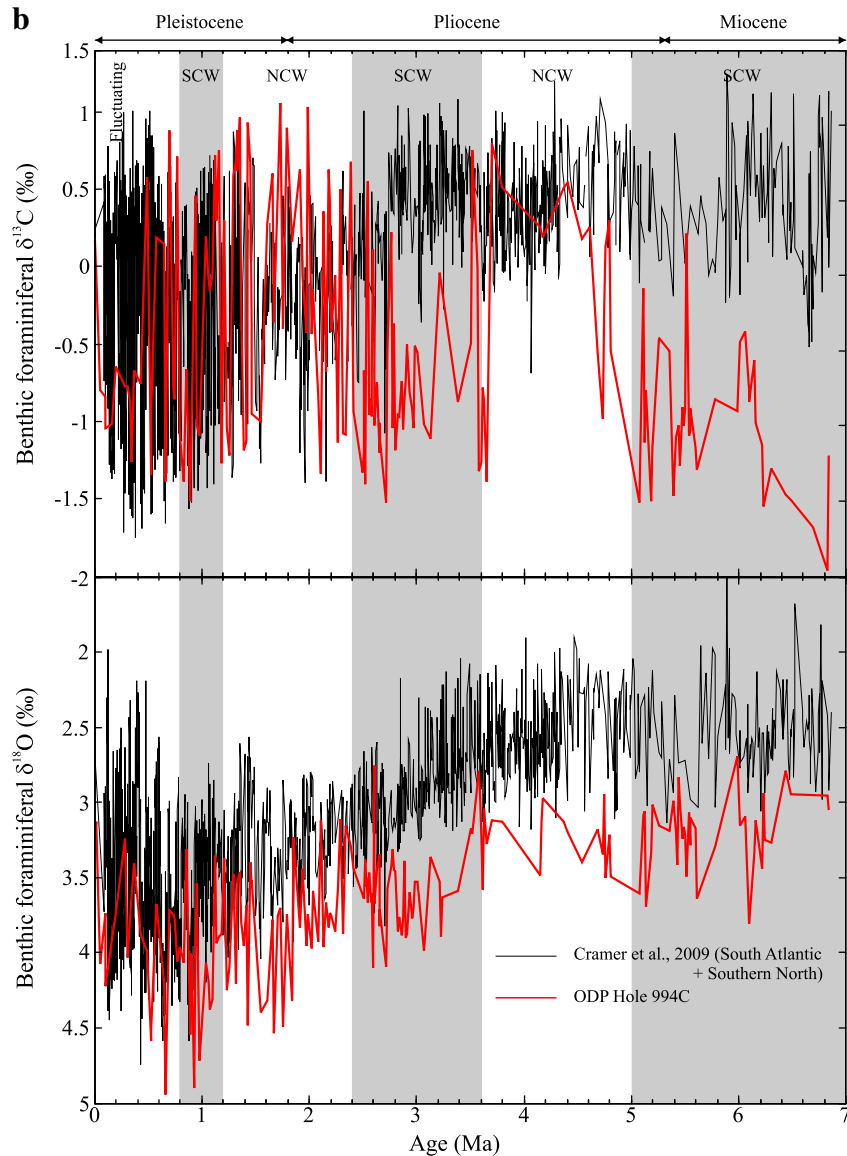 b
Pleistocene Pliocene Miocene
1.5
1
0.5
0
-0.5
-1
-1.5
-2
Benthic foraminiferal δ¹³C (‰)
Fluctuating
SCW NCW SCW NCW SCW
2
2.5
3
3.5
4
4.5
5
Benthic foraminiferal δ¹⁸O (‰)
Cramer et al., 2009 (South Atlantic
+ Southern North)
ODP Hole 994C
0 1 2 3 4 5 6 7
Age (Ma)